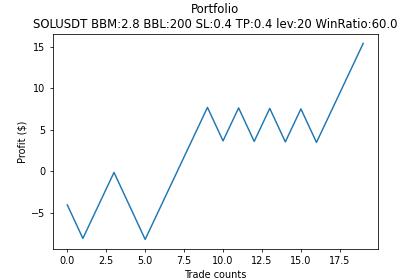 Portfolio
SOLUSDT BBM:2.8 BBL:200 SL:0.4 TP:0.4 lev:20 WinRatio:60.0
15
10
5
0
−5
Profit ($)
0.0 2.5 5.0 7.5 10.0 12.5 15.0 17.5
Trade counts